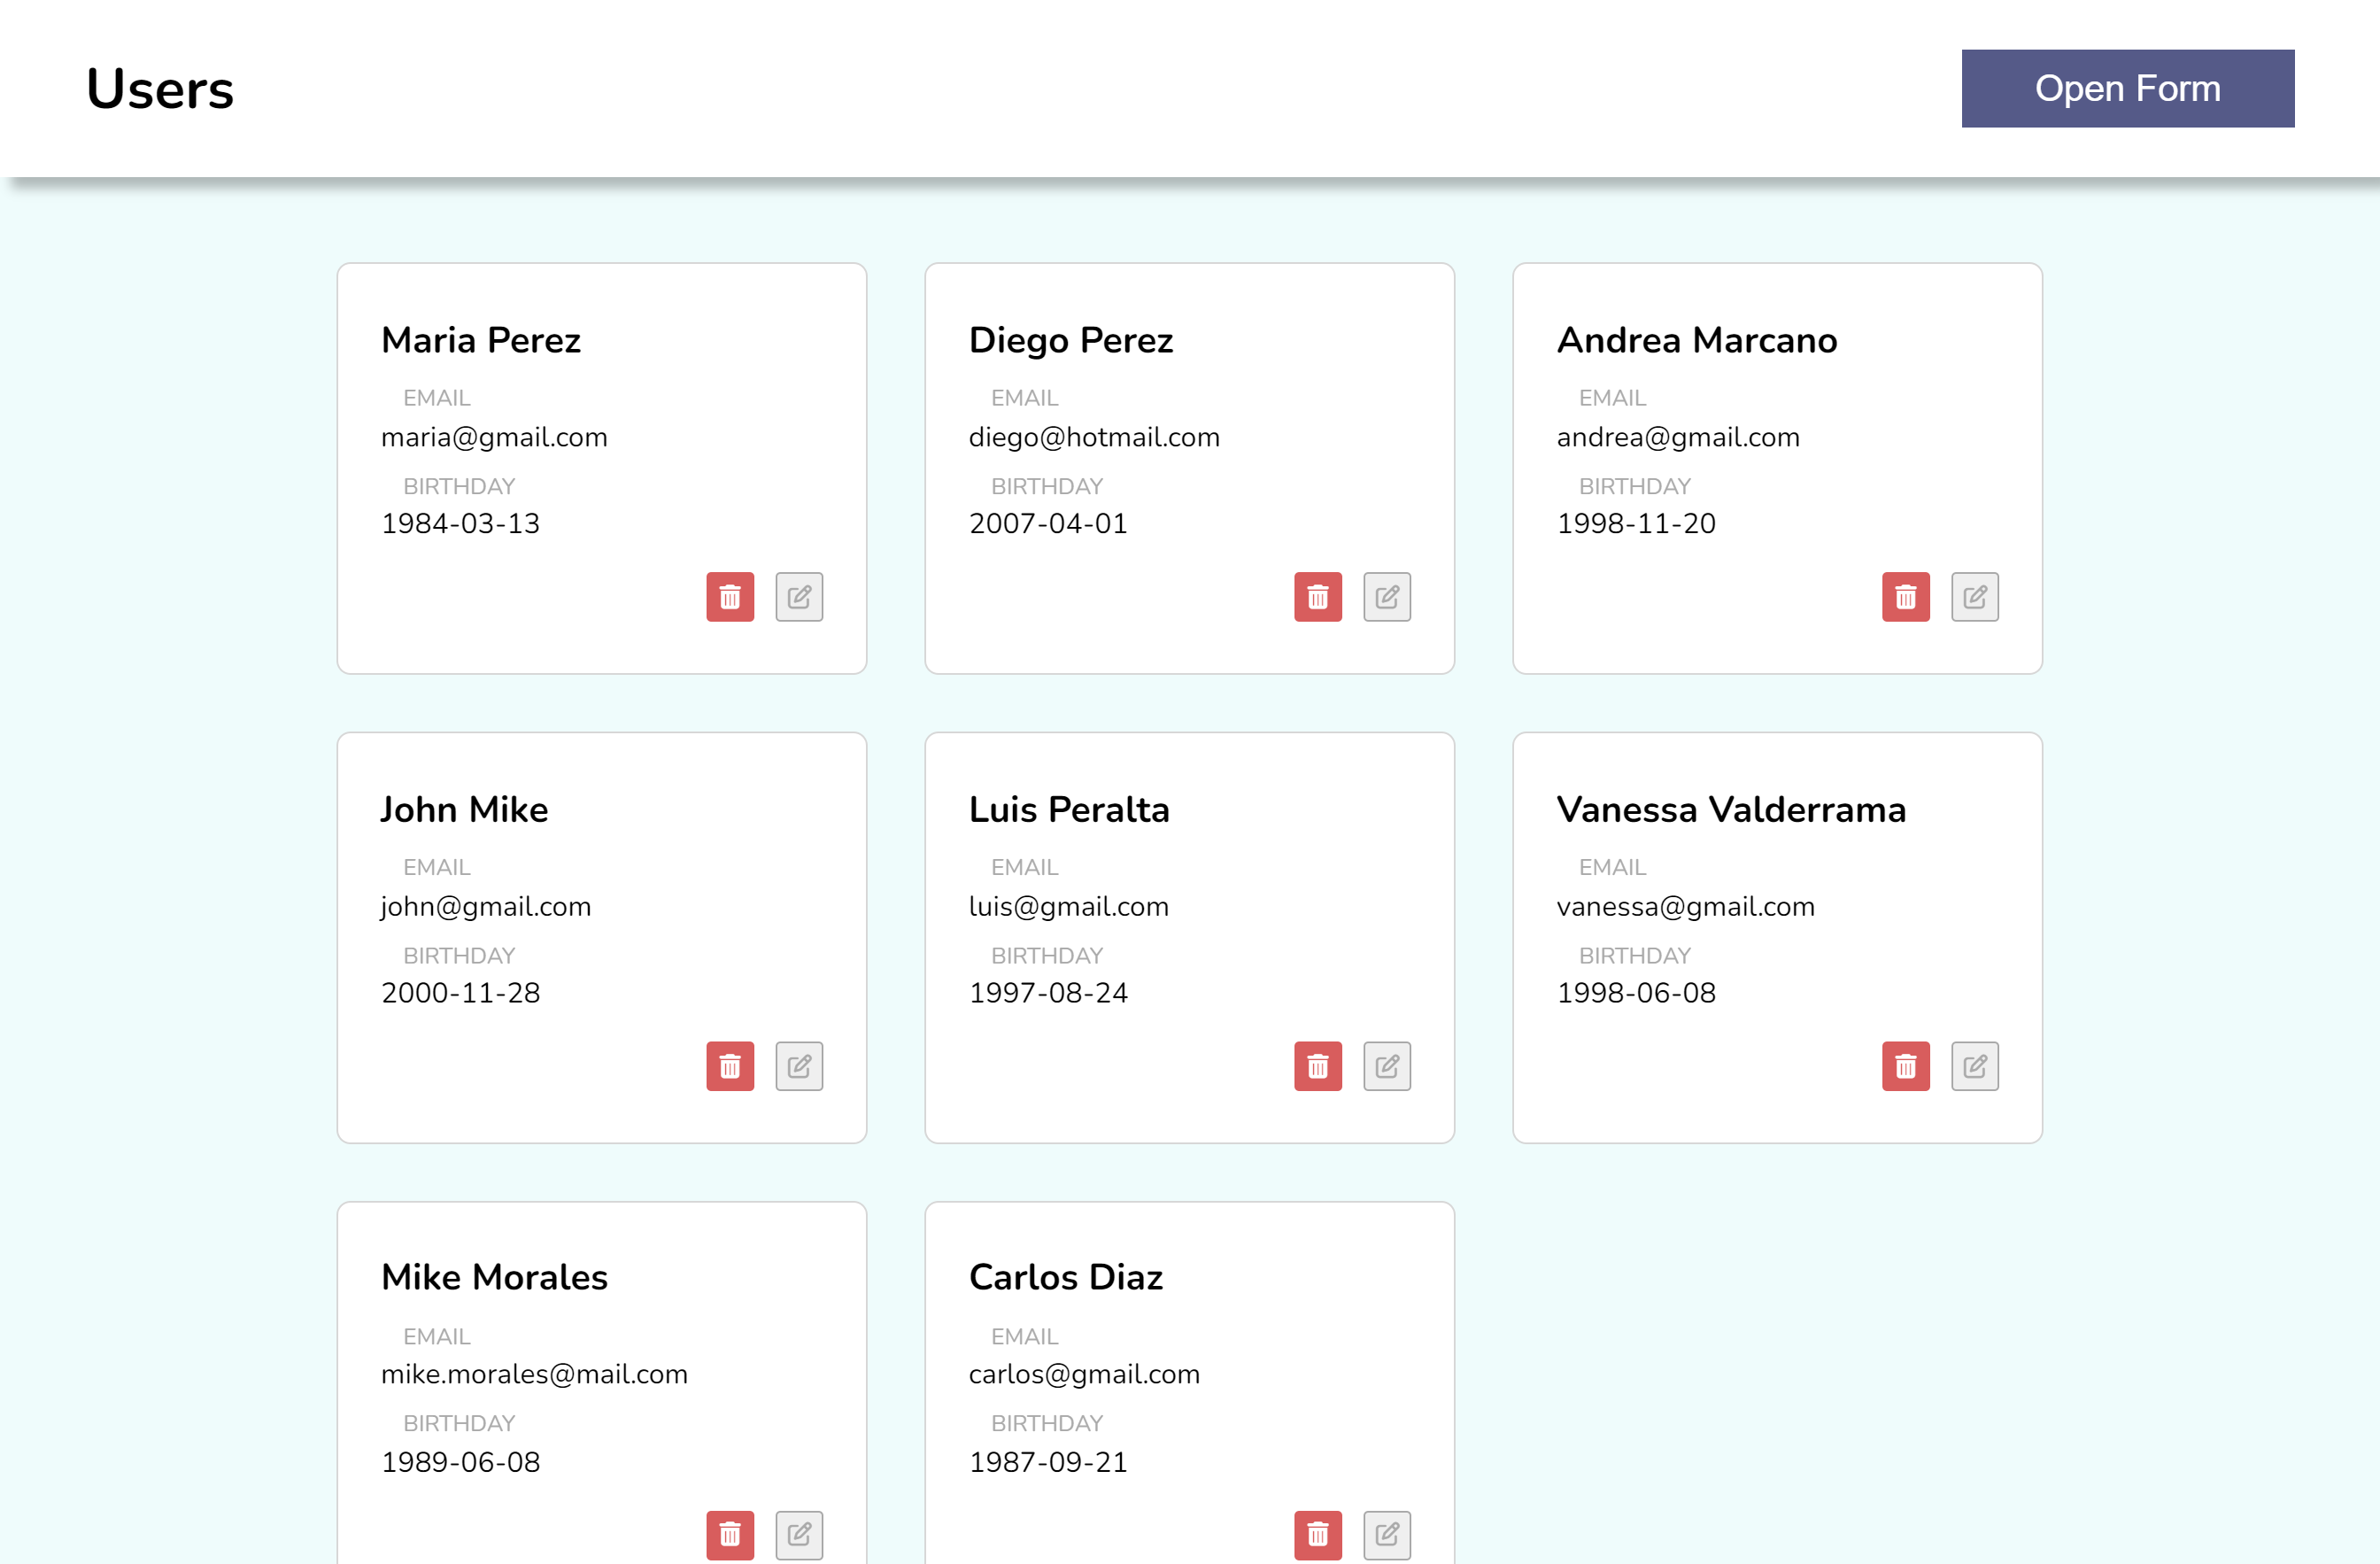 Users
Open Form
Maria Perez
EMAIL
maria@gmail.com
BIRTHDAY
1984-03-13
Diego Perez
EMAIL
diego@hotmail.com
BIRTHDAY
2007-04-01
Andrea Marcano
EMAIL
andrea@gmail.com
BIRTHDAY
1998-11-20
John Mike
EMAIL
john@gmail.com
BIRTHDAY
2000-11-28
Luis Peralta
EMAIL
luis@gmail.com
BIRTHDAY
1997-08-24
Vanessa Valderrama
EMAIL
vanessa@gmail.com
BIRTHDAY
1998-06-08
Mike Morales
EMAIL
mike.morales@mail.com
BIRTHDAY
1989-06-08
Carlos Diaz
EMAIL
carlos@gmail.com
BIRTHDAY
1987-09-21